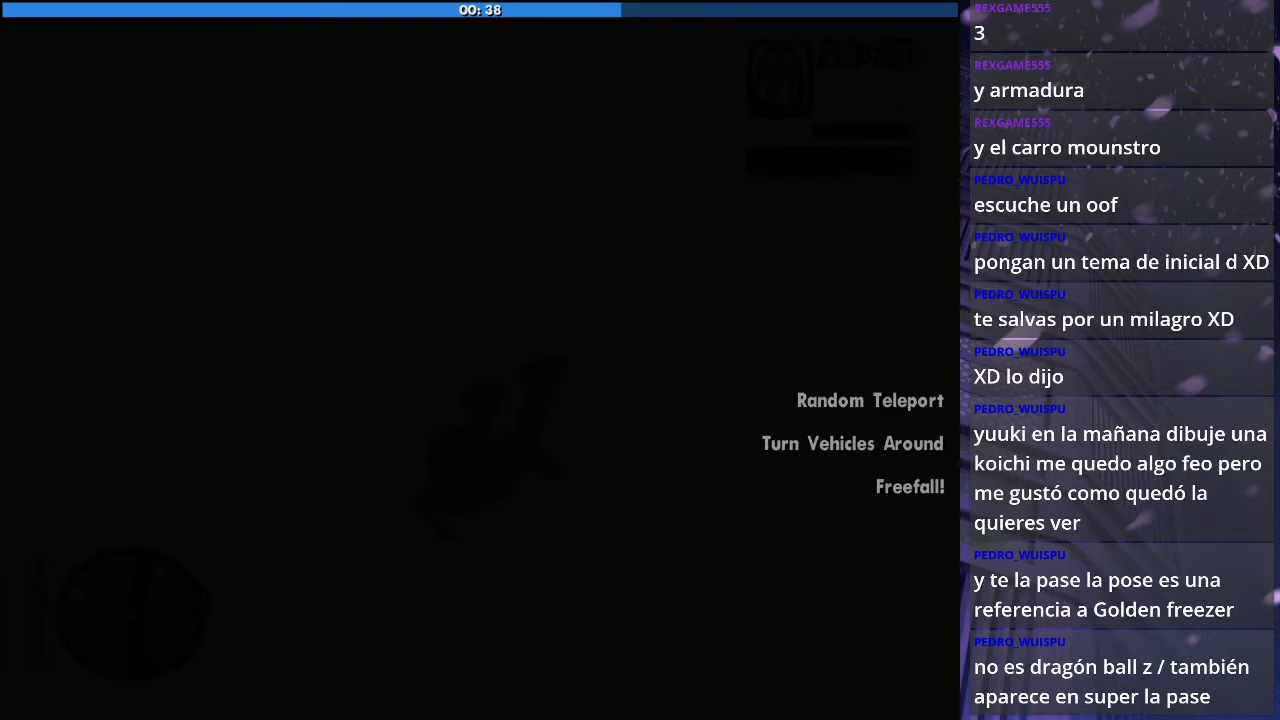 00: 38
Random Teleport
Turn Vehicles Around
Freefall!
REXGAME555
3
REXGAME555
y armadura
REXGAME555
y el carro mounstro
PEDRO_WUISPU
escuche un oof
PEDRO_WUISPU
pongan un tema de inicial d XD
PEDRO_WUISPU
te salvas por un milagro XD
PEDRO_WUISPU
XD lo dijo
PEDRO_WUISPU
yuuki en la mañana dibuje una
koichi me quedo algo feo pero
me gustó como quedó la
quieres ver
PEDRO_WUISPU
y te la pase la pose es una
referencia a Golden freezer
PEDRO_WUISPU
no es dragón ball z / también
aparece en super la pase